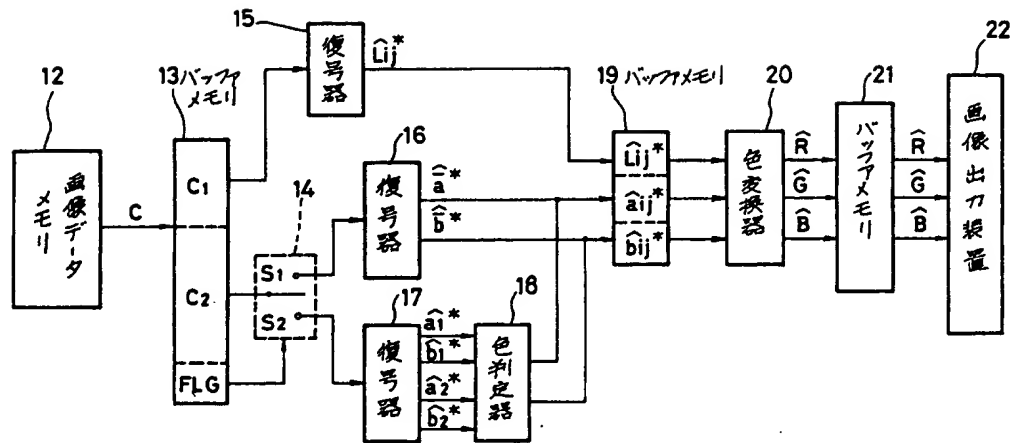 12
画像データ
メモリ
C
13 バッファ
メモリ
C1
C2
FLG
14
S1
S2
15
復号器
L̂ij*
16
復号器
â̄*
b̂̄*
17
復号器
â1*
b̂1*
â2*
b̂2*
18
色判定器
19 バッファメモリ
L̂ij*
âij*
b̂ij*
20
色変換器
R̂
Ĝ
B̂
21
バッファメモリ
R̂
Ĝ
B̂
22
画像出力装置